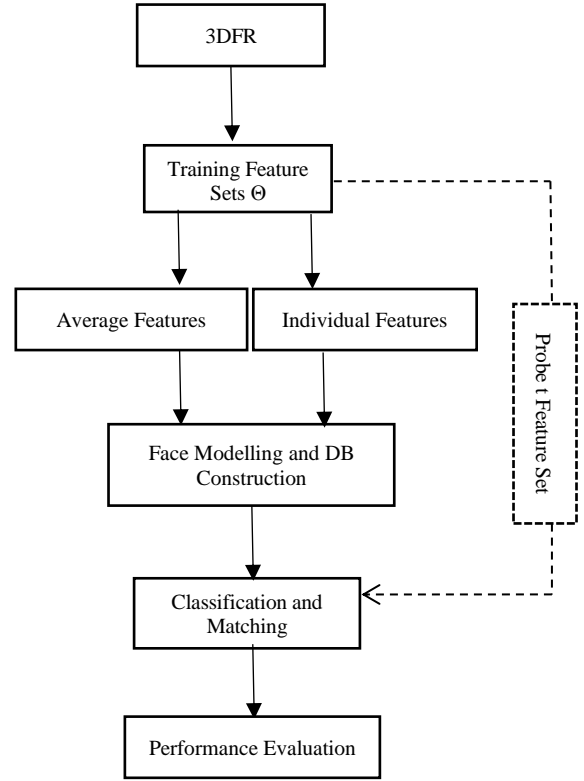 3DFR
Training Feature
Sets Θ
Average Features
Individual Features
Probe t Feature Set
Face Modelling and DB
Construction
Classification and
Matching
Performance Evaluation